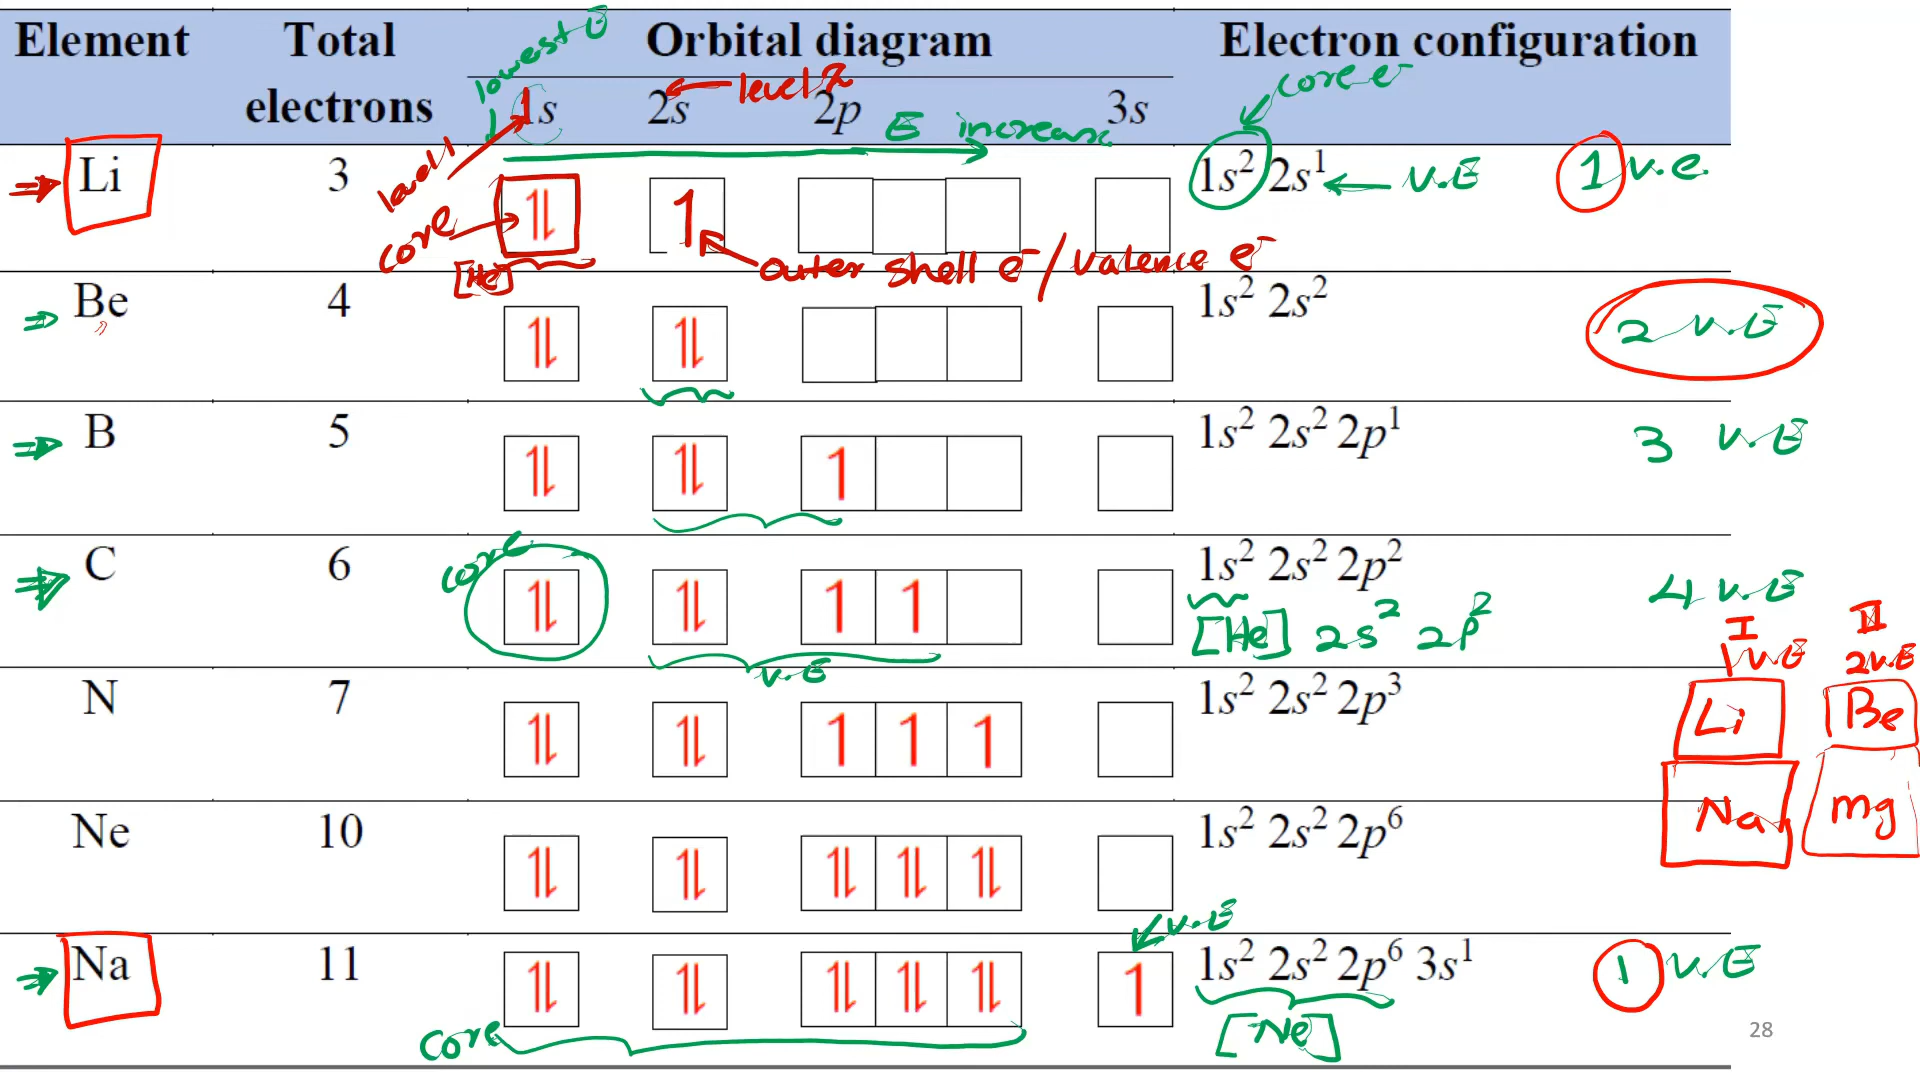 Element Total electrons Orbital diagram Electron configuration
1s 2s 2p 3s
lowest E
level 1
level 2
E increase
core e⁻
Li 3 1s² 2s¹ ← V.E 1 v.e.
core
[He]
outer shell e⁻/valence e⁻
Be 4 1s² 2s² 2 V.E
B 5 1s² 2s² 2p¹ 3 V.E
C 6 1s² 2s² 2p² 4 V.E
core
V.E
[He] 2s² 2p²
I II
1 V.E 2 V.E
Li Be
Na mg
N 7 1s² 2s² 2p³
Ne 10 1s² 2s² 2p⁶
V.E
Na 11 1s² 2s² 2p⁶ 3s¹ 1 V.E
core
[Ne]
28